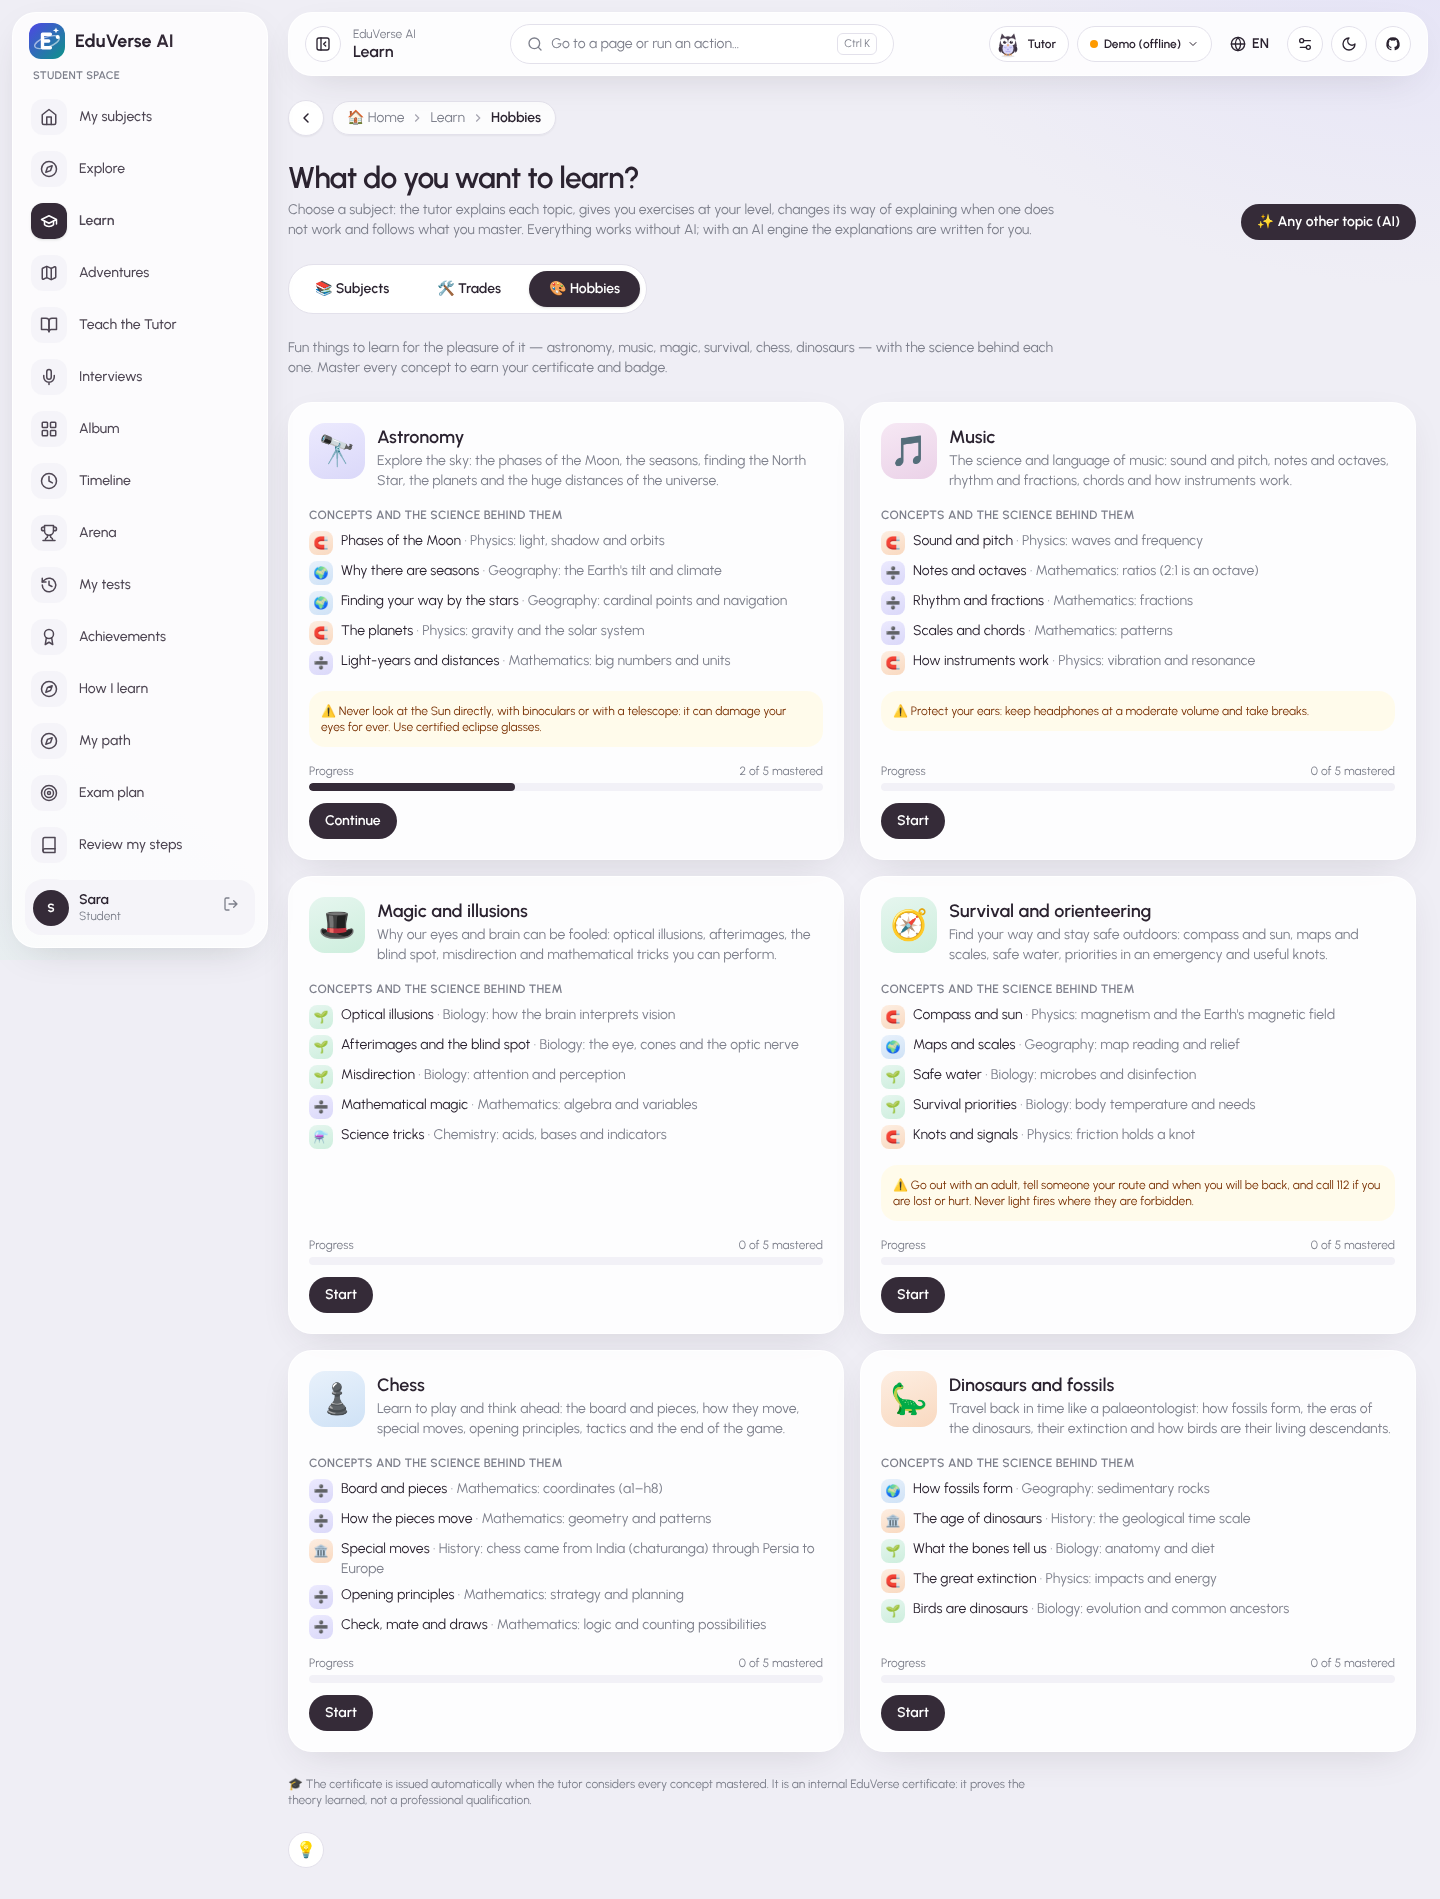 EduVerse AI
STUDENT SPACE
My subjects
Explore
Learn
Adventures
Teach the Tutor
Interviews
Album
Timeline
Arena
My tests
Achievements
How I learn
My path
Exam plan
Review my steps
S
Sara
Student
EduVerse AI
Learn
Go to a page or run an action...
Ctrl K
Tutor
Demo (offline)
EN
Home
Learn
Hobbies
What do you want to learn?
Choose a subject: the tutor explains each topic, gives you exercises at your level, changes its way of explaining when one does
not work and follows what you master. Everything works without AI; with an AI engine the explanations are written for you.
Any other topic (AI)
Subjects
Trades
Hobbies
Fun things to learn for the pleasure of it — astronomy, music, magic, survival, chess, dinosaurs — with the science behind each
one. Master every concept to earn your certificate and badge.
Astronomy
Explore the sky: the phases of the Moon, the seasons, finding the North
Star, the planets and the huge distances of the universe.
CONCEPTS AND THE SCIENCE BEHIND THEM
Phases of the Moon · Physics: light, shadow and orbits
Why there are seasons · Geography: the Earth's tilt and climate
Finding your way by the stars · Geography: cardinal points and navigation
The planets · Physics: gravity and the solar system
Light-years and distances · Mathematics: big numbers and units
Never look at the Sun directly, with binoculars or with a telescope: it can damage your
eyes for ever. Use certified eclipse glasses.
Progress
2 of 5 mastered
Continue
Music
The science and language of music: sound and pitch, notes and octaves,
rhythm and fractions, chords and how instruments work.
CONCEPTS AND THE SCIENCE BEHIND THEM
Sound and pitch · Physics: waves and frequency
Notes and octaves · Mathematics: ratios (2:1 is an octave)
Rhythm and fractions · Mathematics: fractions
Scales and chords · Mathematics: patterns
How instruments work · Physics: vibration and resonance
Protect your ears: keep headphones at a moderate volume and take breaks.
Progress
0 of 5 mastered
Start
Magic and illusions
Why our eyes and brain can be fooled: optical illusions, afterimages, the
blind spot, misdirection and mathematical tricks you can perform.
CONCEPTS AND THE SCIENCE BEHIND THEM
Optical illusions · Biology: how the brain interprets vision
Afterimages and the blind spot · Biology: the eye, cones and the optic nerve
Misdirection · Biology: attention and perception
Mathematical magic · Mathematics: algebra and variables
Science tricks · Chemistry: acids, bases and indicators
Progress
0 of 5 mastered
Start
Survival and orienteering
Find your way and stay safe outdoors: compass and sun, maps and
scales, safe water, priorities in an emergency and useful knots.
CONCEPTS AND THE SCIENCE BEHIND THEM
Compass and sun · Physics: magnetism and the Earth's magnetic field
Maps and scales · Geography: map reading and relief
Safe water · Biology: microbes and disinfection
Survival priorities · Biology: body temperature and needs
Knots and signals · Physics: friction holds a knot
Go out with an adult, tell someone your route and when you will be back, and call 112 if you
are lost or hurt. Never light fires where they are forbidden.
Progress
0 of 5 mastered
Start
Chess
Learn to play and think ahead: the board and pieces, how they move,
special moves, opening principles, tactics and the end of the game.
CONCEPTS AND THE SCIENCE BEHIND THEM
Board and pieces · Mathematics: coordinates (a1–h8)
How the pieces move · Mathematics: geometry and patterns
Special moves · History: chess came from India (chaturanga) through Persia to
Europe
Opening principles · Mathematics: strategy and planning
Check, mate and draws · Mathematics: logic and counting possibilities
Progress
0 of 5 mastered
Start
Dinosaurs and fossils
Travel back in time like a palaeontologist: how fossils form, the eras of
the dinosaurs, their extinction and how birds are their living descendants.
CONCEPTS AND THE SCIENCE BEHIND THEM
How fossils form · Geography: sedimentary rocks
The age of dinosaurs · History: the geological time scale
What the bones tell us · Biology: anatomy and diet
The great extinction · Physics: impacts and energy
Birds are dinosaurs · Biology: evolution and common ancestors
Progress
0 of 5 mastered
Start
The certificate is issued automatically when the tutor considers every concept mastered. It is an internal EduVerse certificate: it proves the
theory learned, not a professional qualification.